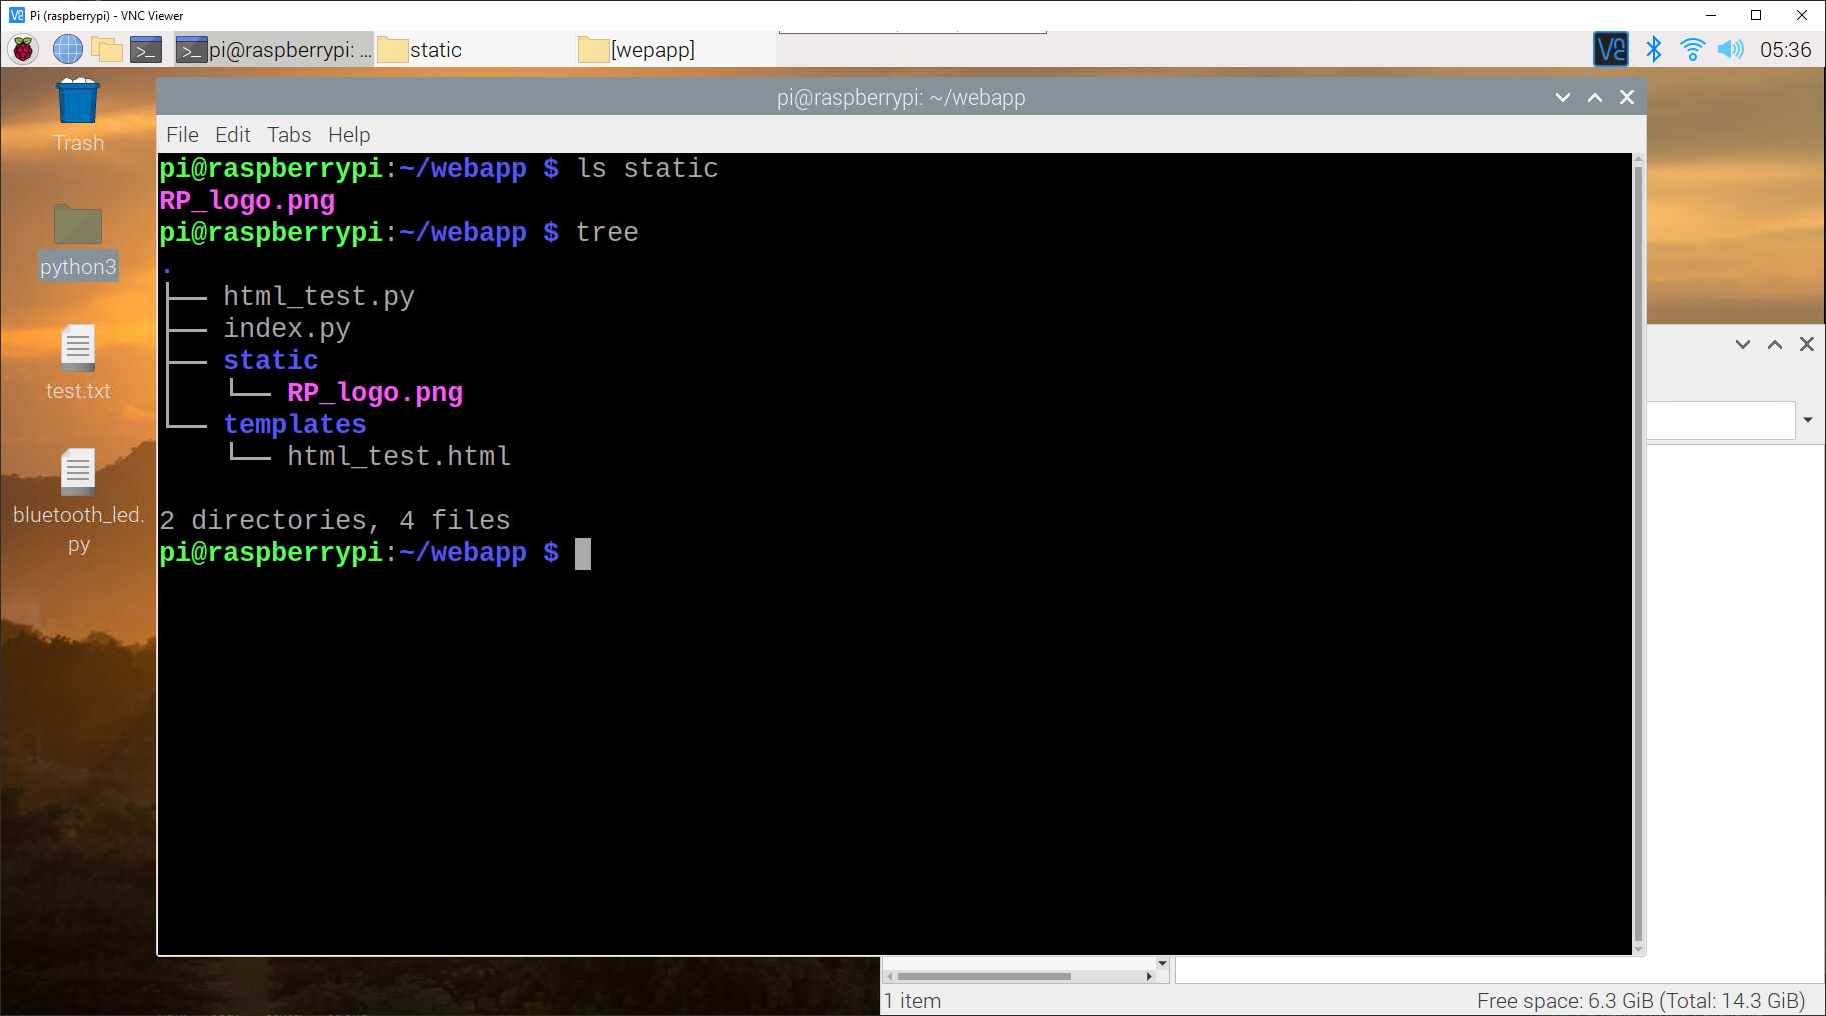 Pi (raspberrypi) - VNC Viewer
pi@raspberrypi: ...
static
[wepapp]
05:36
Trash
python3
test.txt
bluetooth_led.
py
pi@raspberrypi: ~/webapp
File Edit Tabs Help
pi@raspberrypi:~/webapp $ ls static
RP_logo.png
pi@raspberrypi:~/webapp $ tree
.
├── html_test.py
├── index.py
├── static
│   └── RP_logo.png
└── templates
    └── html_test.html
2 directories, 4 files
pi@raspberrypi:~/webapp $
1 item
Free space: 6.3 GiB (Total: 14.3 GiB)